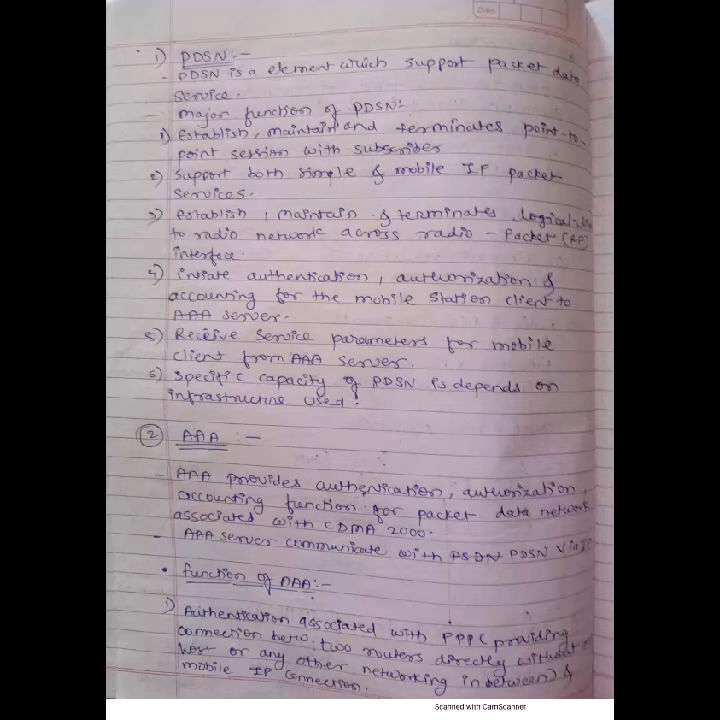 Date:
1) PDSN :-
- PDSN is a element which support packet data
service.
- major function of PDSN:
1) Establish, maintain and terminates point-to-
point session with subscriber
2) Support both simple & mobile IP packet
services.
3) establish, maintain & terminates logical
to radio network across radio - Packet (RP)
interface.
4) intiate authentication, authorization &
accounting for the mobile station client to
AAA server.
5) Receive service parameters for mobile
client from AAA server.
6) specific capacity of PDSN is depends on
infrastructure used.
2 AAA :-
AAA provides authentication, authorization,
accounting function for packet data network
associates with CDMA 2000.
- AAA server communicate with PSDN PDSN via
• function of AAA :-
1) Authentication associated with PPP (providing
connection betn. two routers directly without
host or any other networking in between) &
mobile IP connection.
Scanned with CamScanner